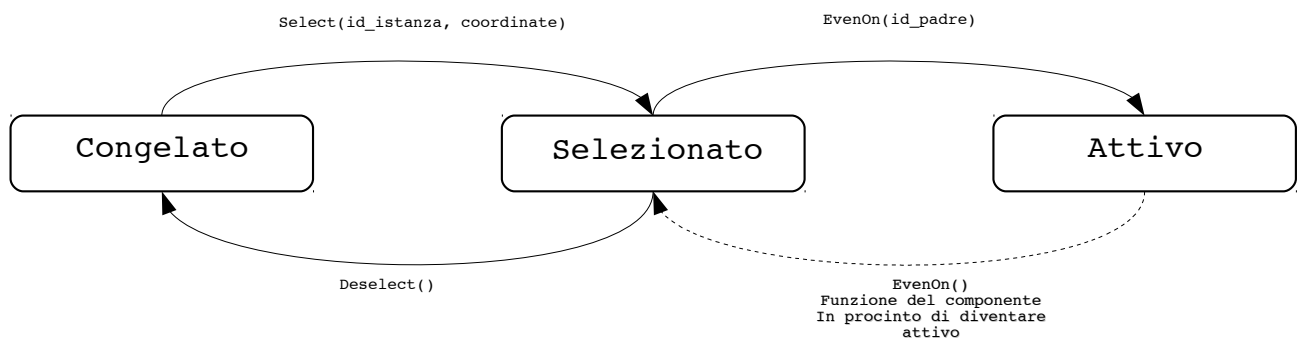 Select(id_istanza, coordinate)
EvenOn(id_padre)
Congelato
Selezionato
Attivo
Deselect()
EvenOn()
Funzione del componente
In procinto di diventare
attivo